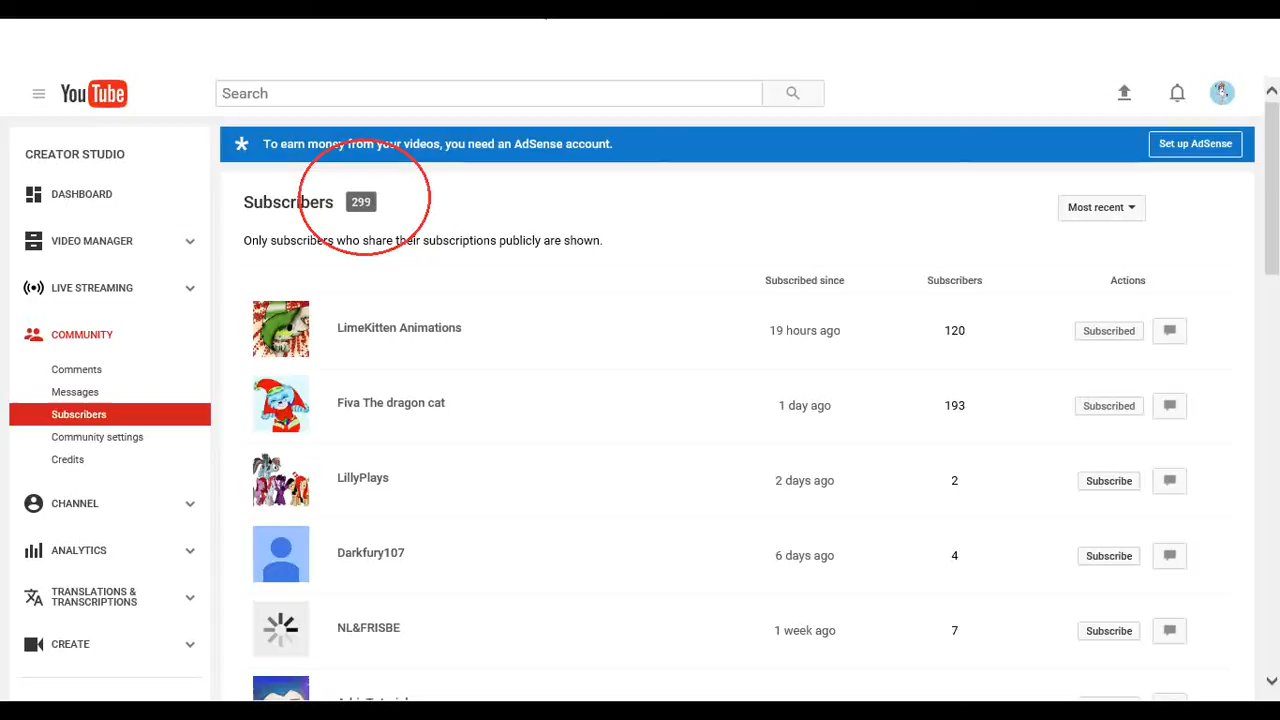 YouTube
Search
CREATOR STUDIO
DASHBOARD
VIDEO MANAGER
LIVE STREAMING
COMMUNITY
Comments
Messages
Subscribers
Community settings
Credits
CHANNEL
ANALYTICS
TRANSLATIONS &
TRANSCRIPTIONS
CREATE
To earn money from your videos, you need an AdSense account.
Set up AdSense
Subscribers 299
Most recent
Only subscribers who share their subscriptions publicly are shown.
Subscribed since Subscribers Actions
LimeKitten Animations 19 hours ago 120 Subscribed
Fiva The dragon cat 1 day ago 193 Subscribed
LillyPlays 2 days ago 2 Subscribe
Darkfury107 6 days ago 4 Subscribe
NL&FRISBE 1 week ago 7 Subscribe